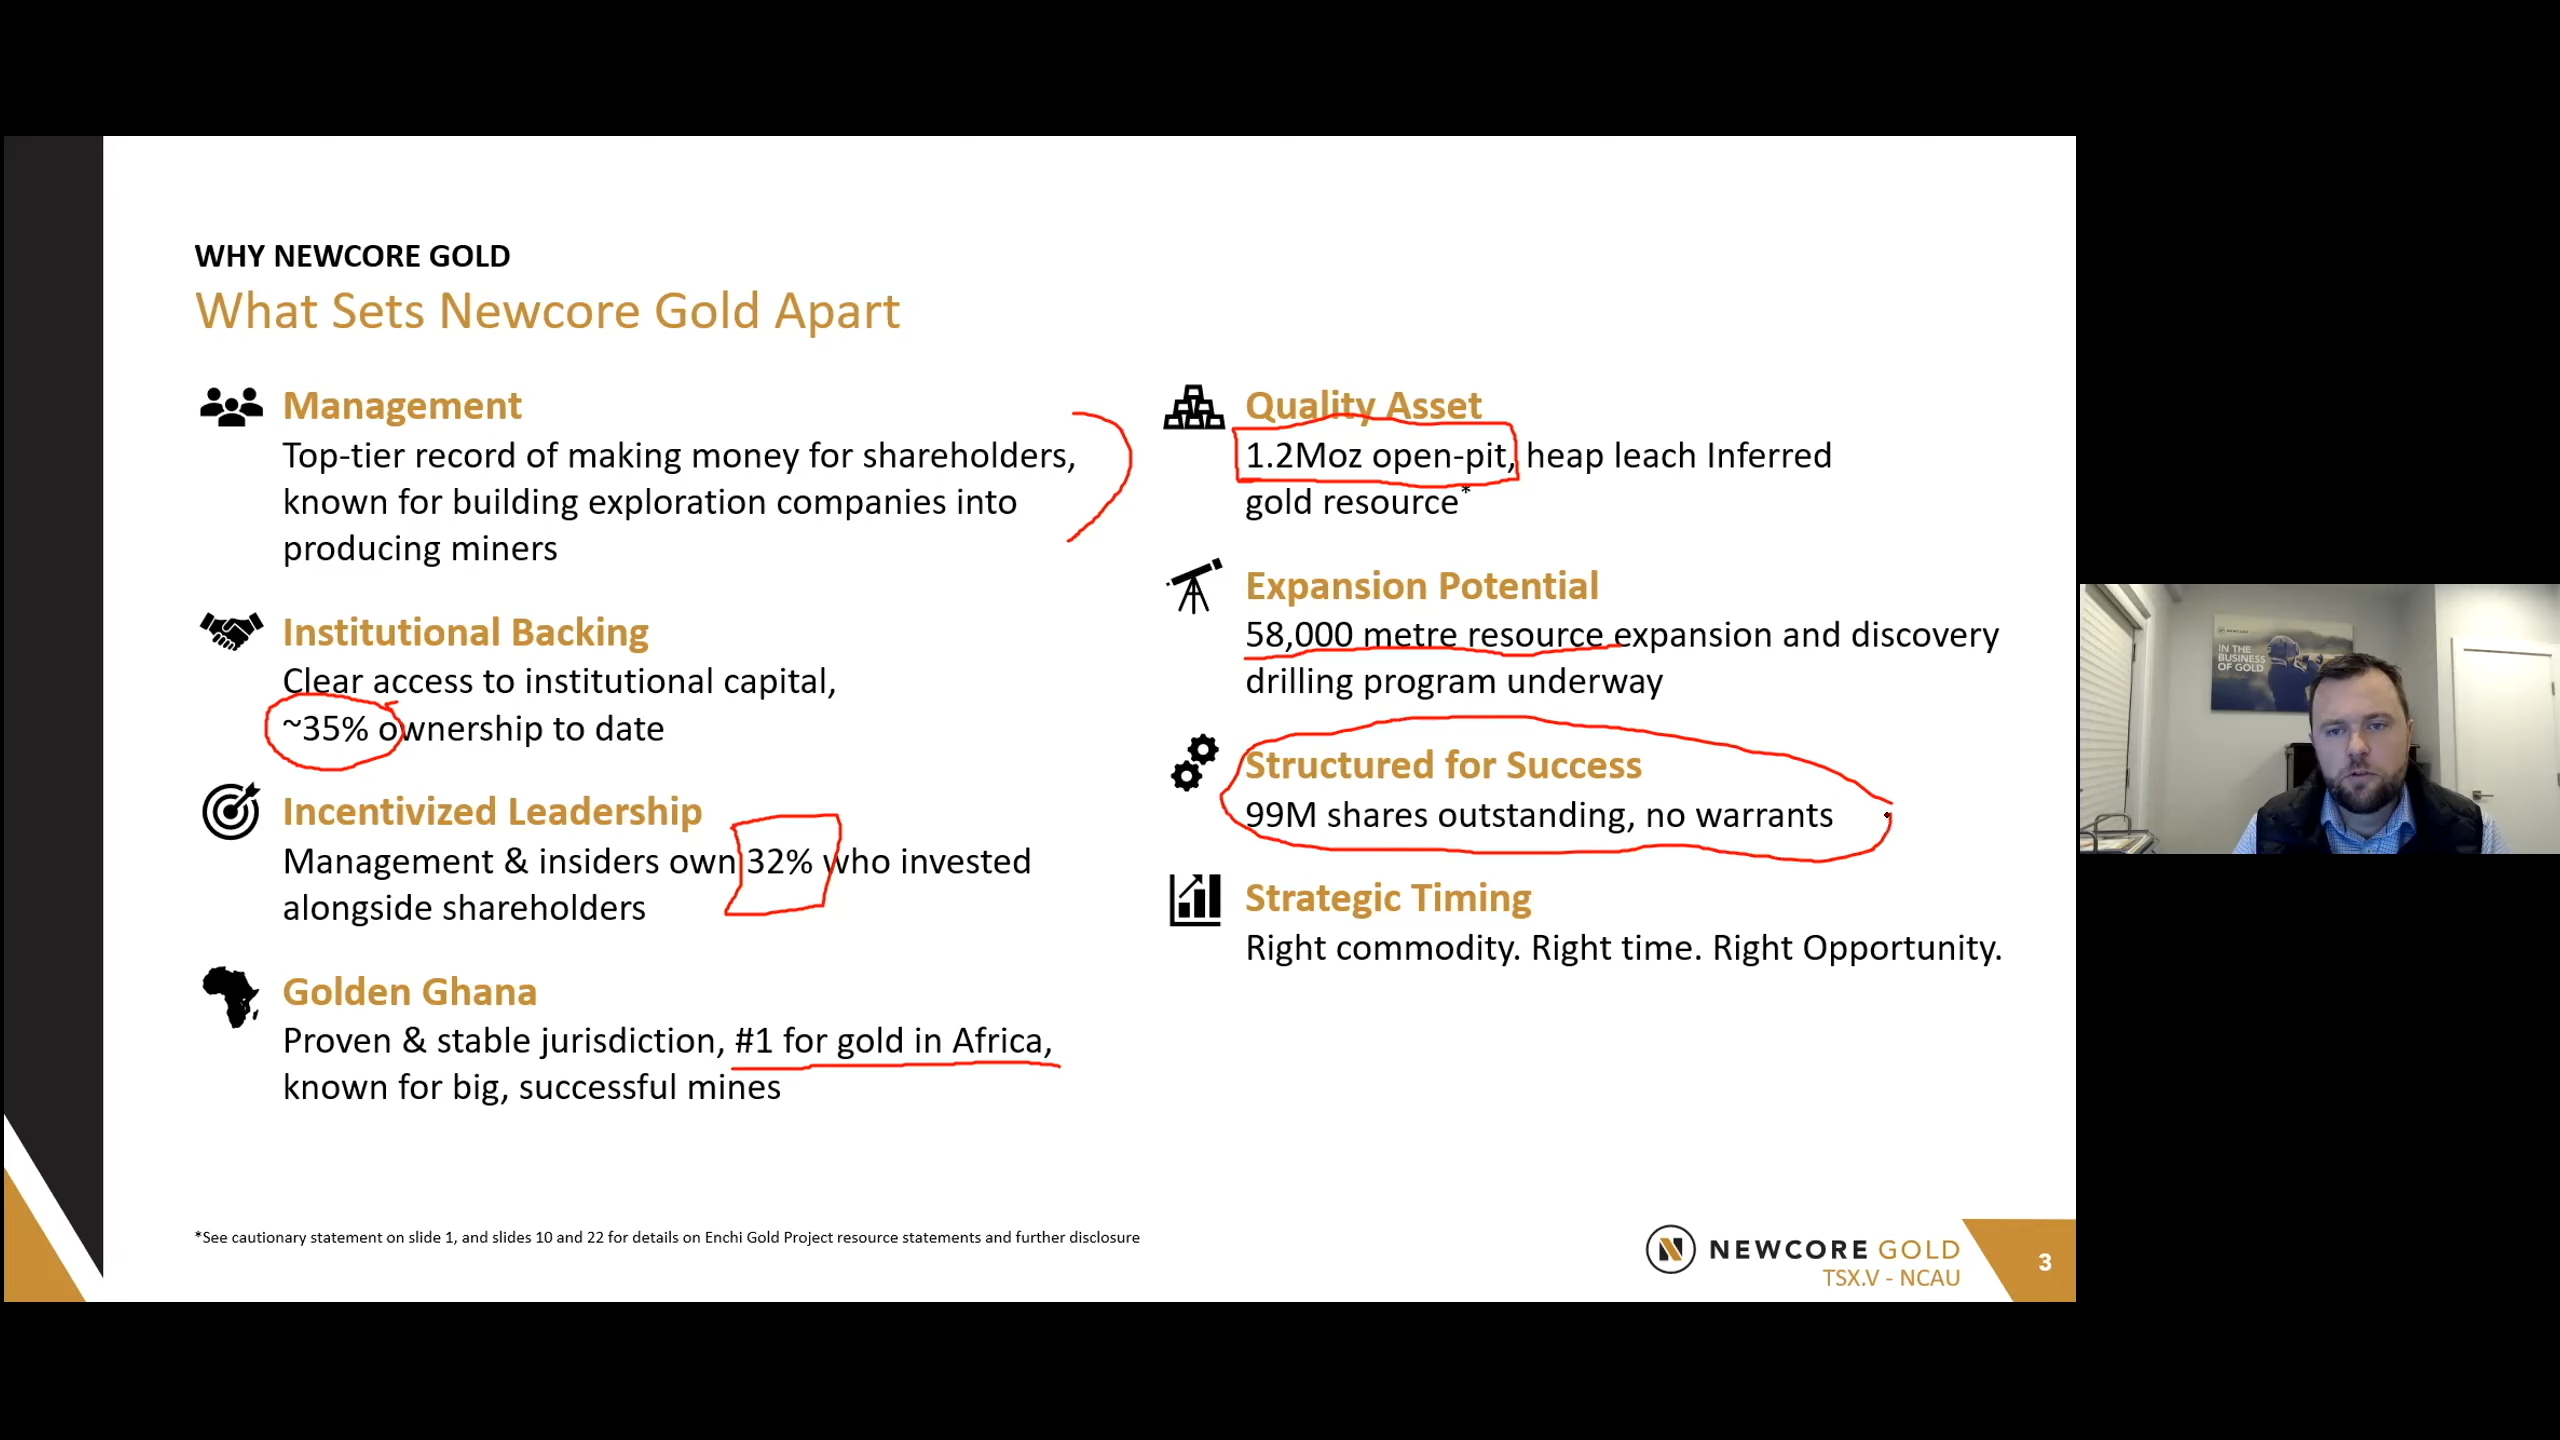 WHY NEWCORE GOLD
What Sets Newcore Gold Apart
Management
Top-tier record of making money for shareholders,
known for building exploration companies into
producing miners
Institutional Backing
Clear access to institutional capital,
~35% ownership to date
Incentivized Leadership
Management & insiders own 32% who invested
alongside shareholders
Golden Ghana
Proven & stable jurisdiction, #1 for gold in Africa,
known for big, successful mines
Quality Asset
1.2Moz open-pit, heap leach Inferred
gold resource*
Expansion Potential
58,000 metre resource expansion and discovery
drilling program underway
Structured for Success
99M shares outstanding, no warrants
Strategic Timing
Right commodity. Right time. Right Opportunity.
*See cautionary statement on slide 1, and slides 10 and 22 for details on Enchi Gold Project resource statements and further disclosure
NEWCORE GOLD
TSX.V - NCAU
3
IN THE
BUSINESS
OF GOLD